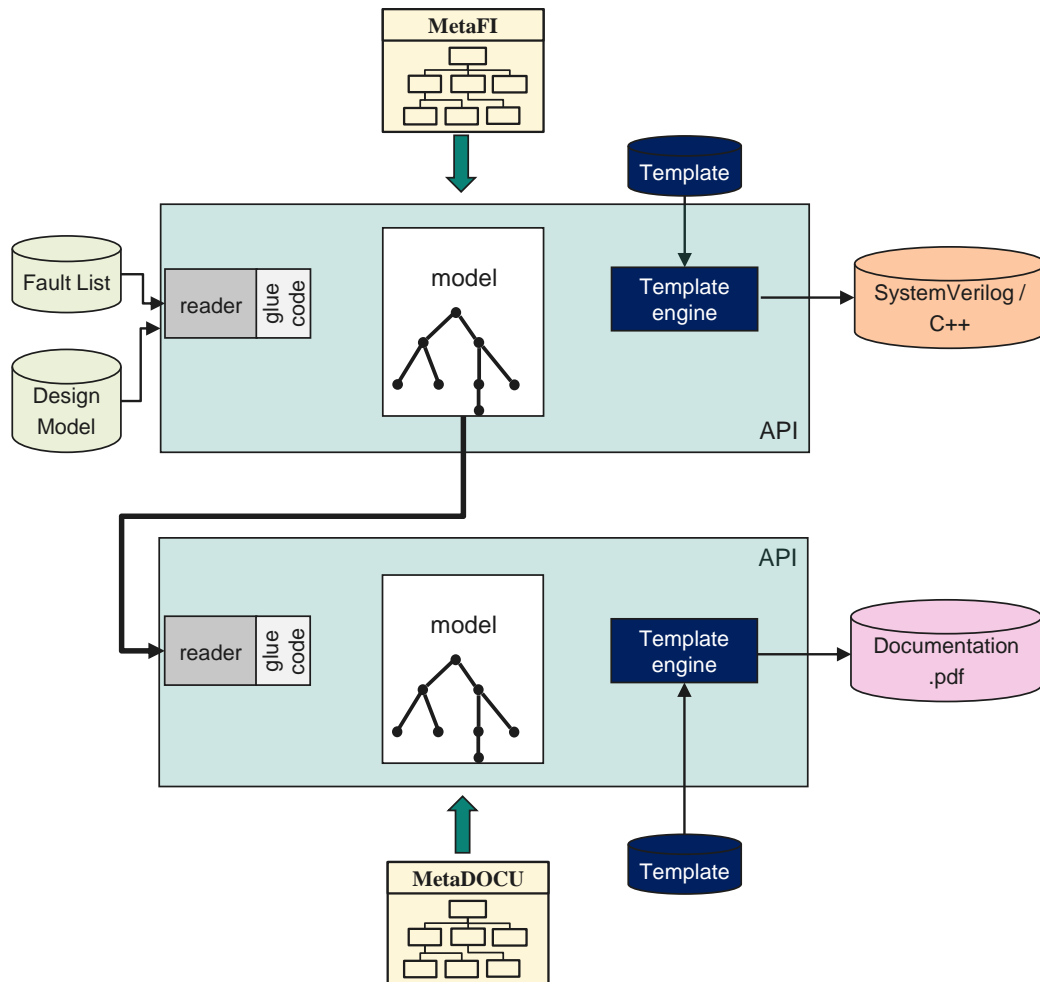 MetaFI
Template
Fault List
reader
glue
code
model
Template
engine
SystemVerilog /
C++
Design
Model
API
API
reader
glue
code
model
Template
engine
Documentation
.pdf
MetaDOCU
Template